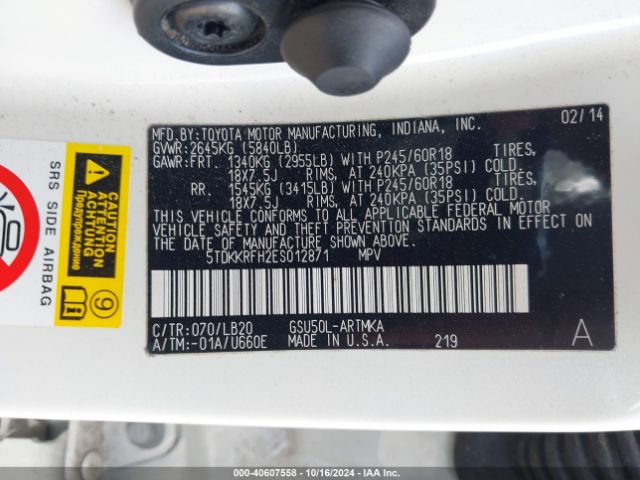 MFD.BY:TOYOTA MOTOR MANUFACTURING, INDIANA, INC. 02/14
GVWR:2645KG (5840LB)
GAWR:FRT. 1340KG (2955LB) WITH P245/60R18 TIRES,
18X7.5J RIMS, AT 240KPA (35PSI) COLD.
RR. 1545KG (3415LB) WITH P245/60R18 TIRES,
18X7.5J RIMS, AT 240KPA (35PSI) COLD.
THIS VEHICLE CONFORMS TO ALL APPLICABLE FEDERAL MOTOR
VEHICLE SAFETY AND THEFT PREVENTION STANDARDS IN EFFECT ON
THE DATE OF MANUFACTURE SHOWN ABOVE.
5TDKKRFH2ES012871 MPV
C/TR:070/LB20 GSU50L-ARTMKA
A/TM:-01A/U660E MADE IN U.S.A. 219 A
SRS SIDE AIRBAG
CAUTION
ATTENTION
ACHTUNG
Предупреждение
9
000-40607558 - 10/16/2024 - IAA Inc.